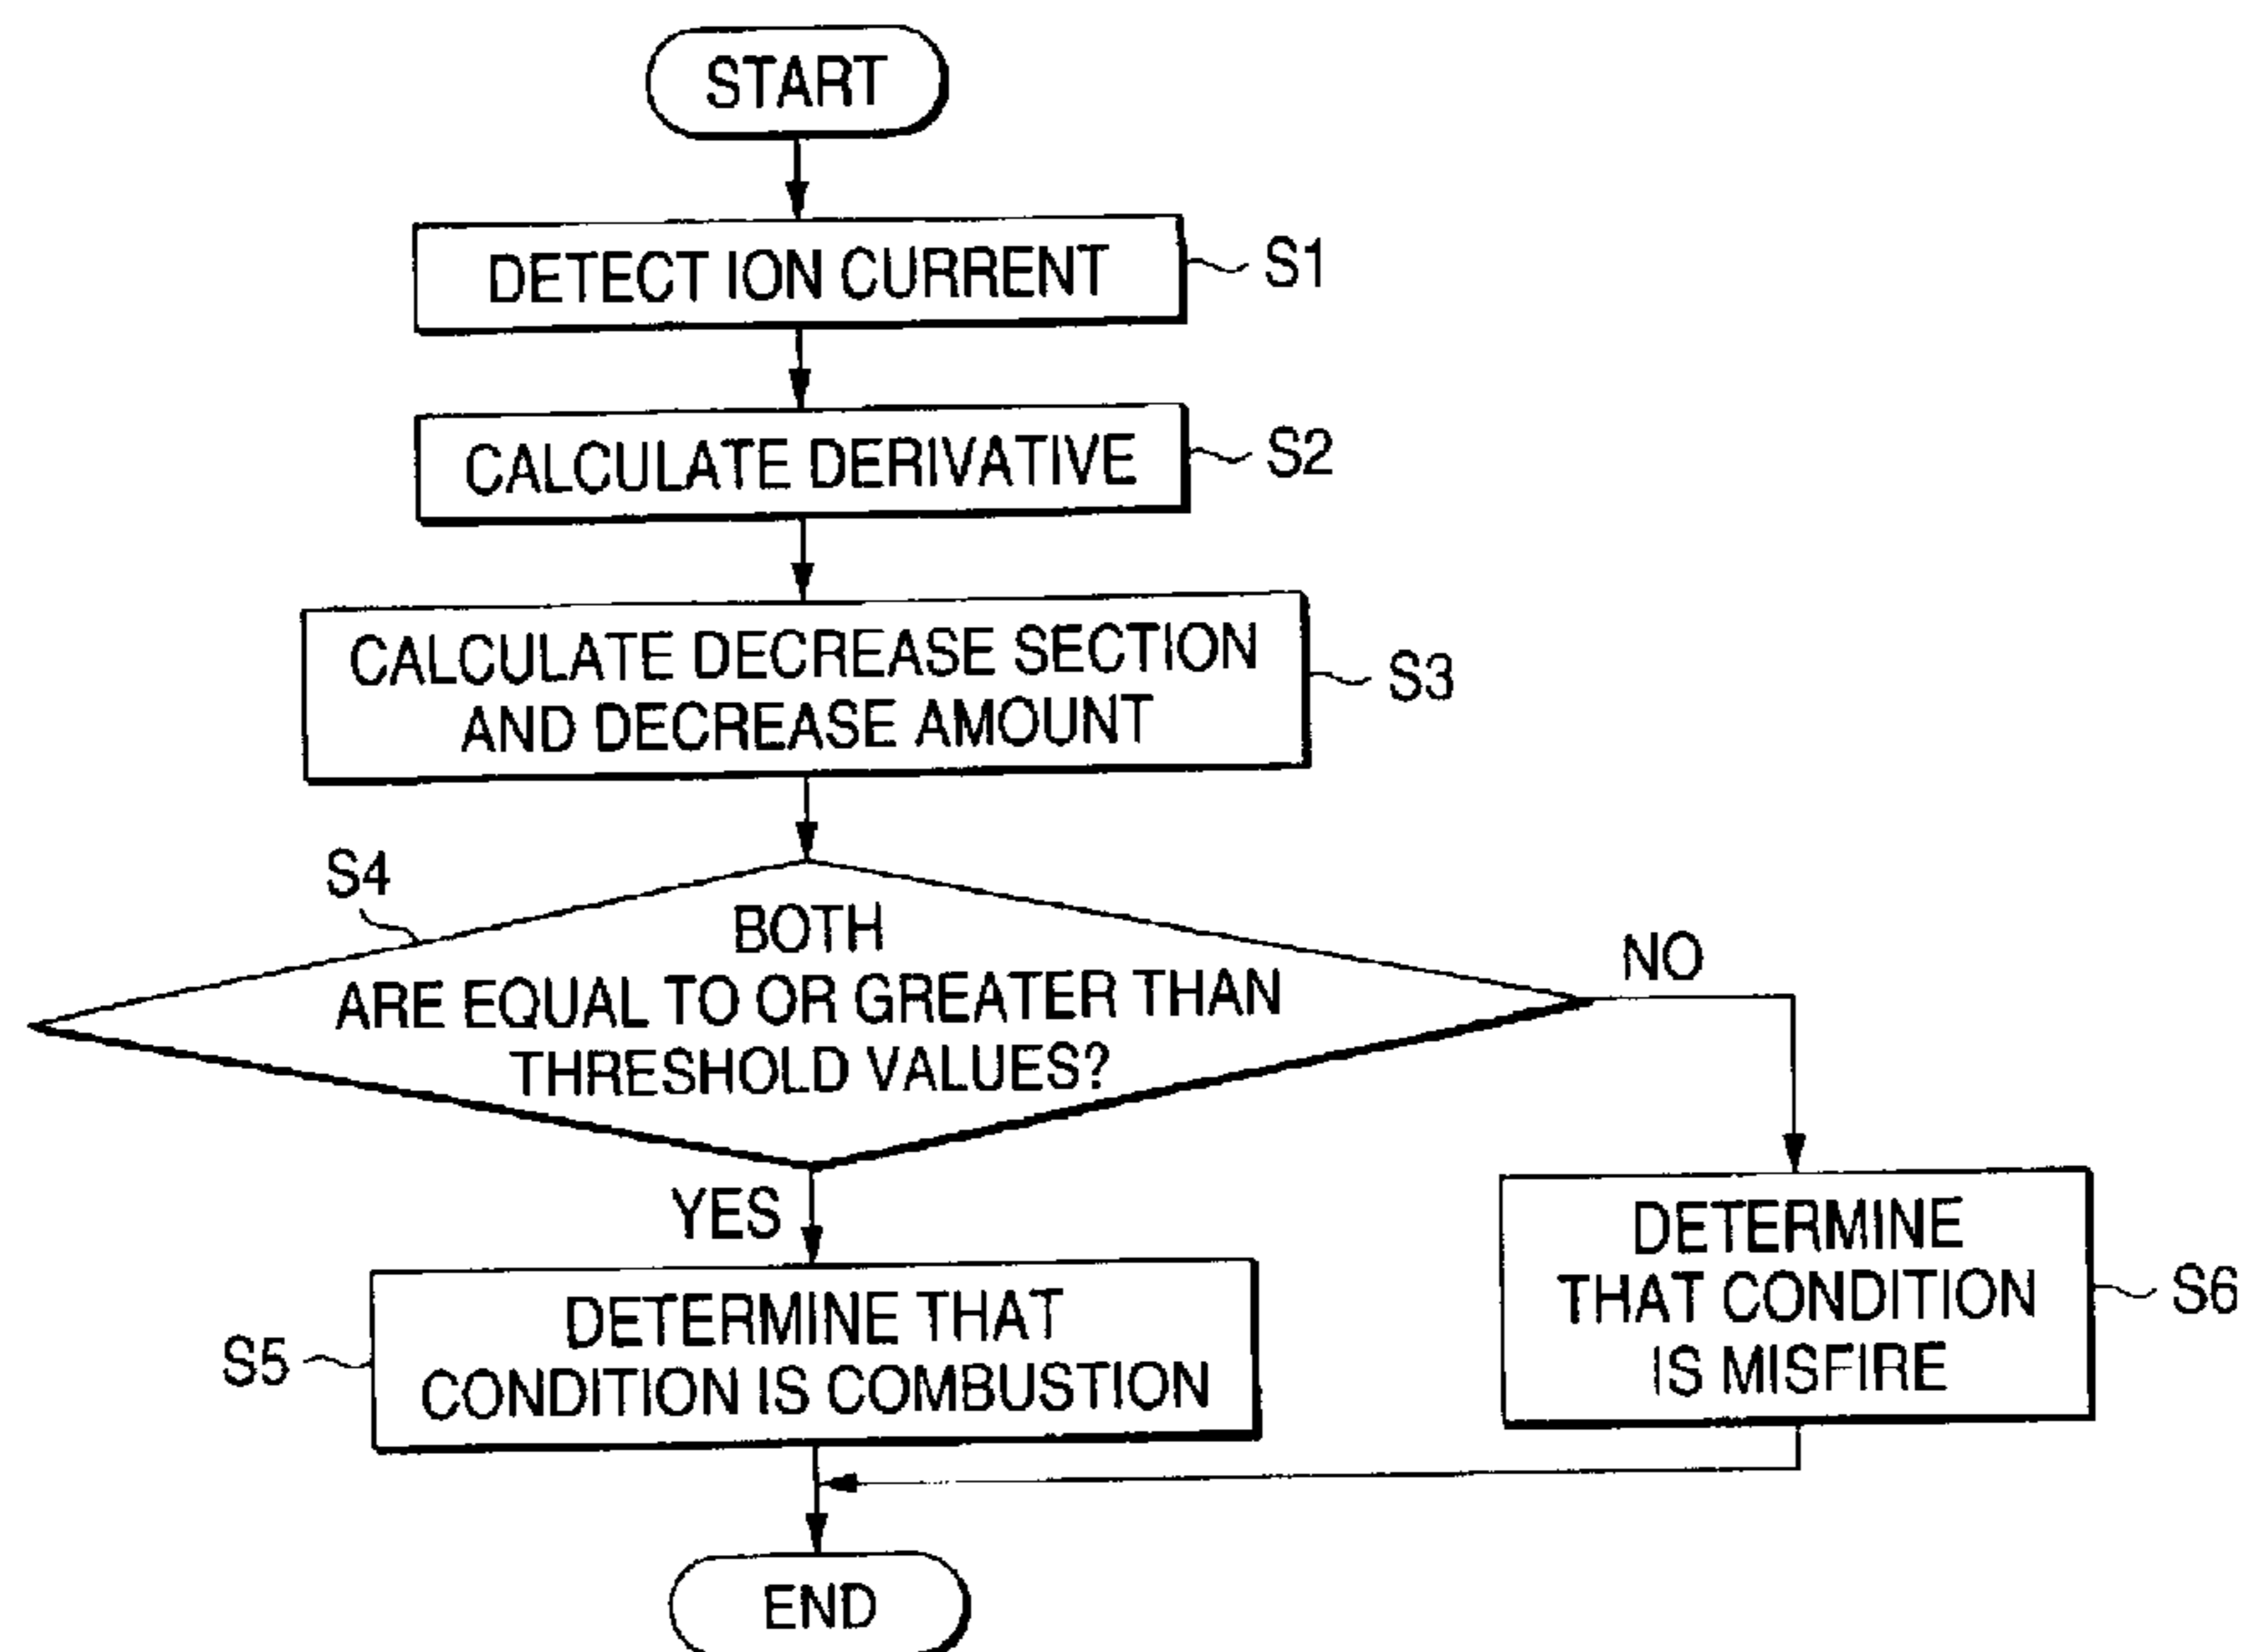 START
DETECT ION CURRENT
S1
CALCULATE DERIVATIVE
S2
CALCULATE DECREASE SECTION
AND DECREASE AMOUNT
S3
S4
BOTH
ARE EQUAL TO OR GREATER THAN
THRESHOLD VALUES?
NO
YES
DETERMINE THAT
CONDITION IS COMBUSTION
S5
DETERMINE
THAT CONDITION
IS MISFIRE
S6
END